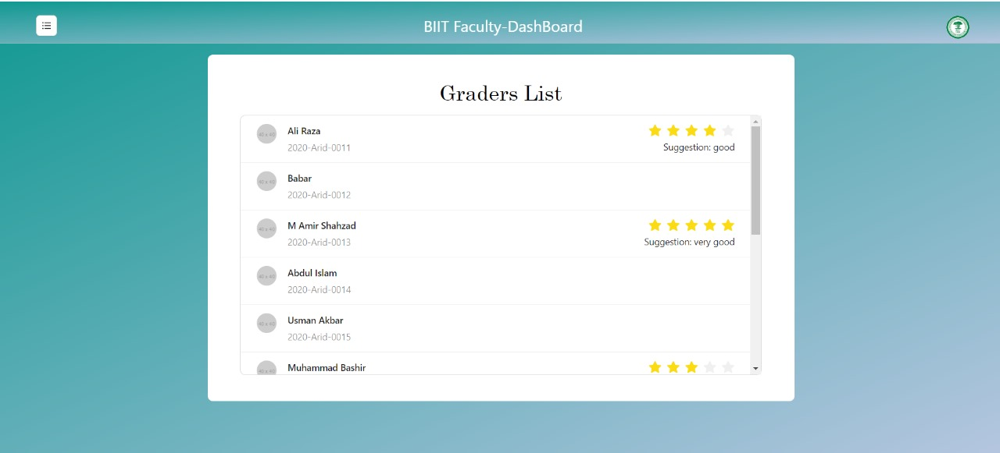 BIIT Faculty-DashBoard
Graders List
40 x 40
Ali Raza
2020-Arid-0011
Suggestion: good
40 x 40
Babar
2020-Arid-0012
40 x 40
M Amir Shahzad
2020-Arid-0013
Suggestion: very good
40 x 40
Abdul Islam
2020-Arid-0014
40 x 40
Usman Akbar
2020-Arid-0015
40 x 40
Muhammad Bashir